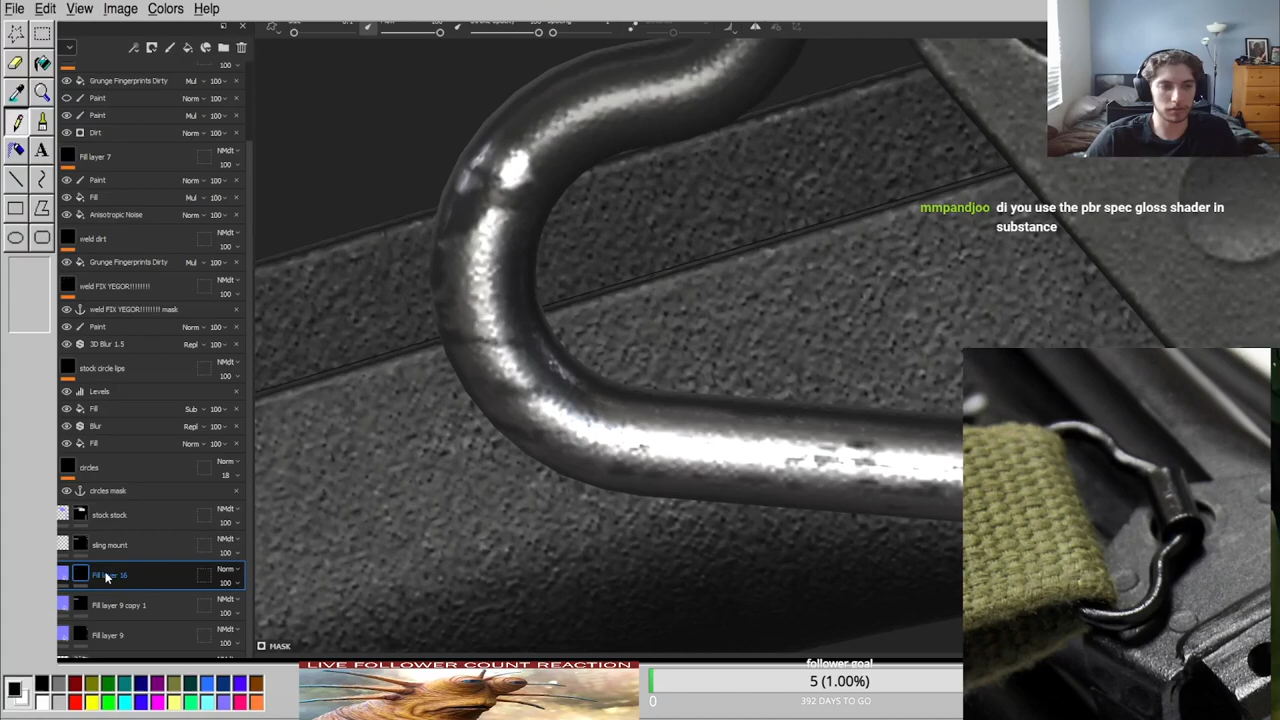 File Edit View Image Colors Help
100
Grunge Fingerprints Dirty Mul 100
Paint Norm 100
Paint Mul 100
Dirt Norm 100
Fill layer 7 NMdt 100
Paint Norm 100
Fill Mul 100
Anisotropic Noise Norm 100
weld dirt NMdt 100
Grunge Fingerprints Dirty Mul 100
weld FIX YEGOR!!!!!!!! NMdt 100
weld FIX YEGOR!!!!!!!! mask
Paint Norm 100
3D Blur 1.5 Repl 100
stock circle lips NMdt 100
Levels
Fill Sub 100
Blur Repl 100
Fill Norm 100
circles Norm 18
circles mask
stock stock NMdt 100
sling mount NMdt 100
Fill layer 16 Norm 100
Fill layer 9 copy 1 NMdt 100
Fill layer 9 NMdt 100
MASK
mmpandjoo di you use the pbr spec gloss shader in
substance
LIVE FOLLOWER COUNT REACTION
follower goal
5 (1.00%)
0
392 DAYS TO GO